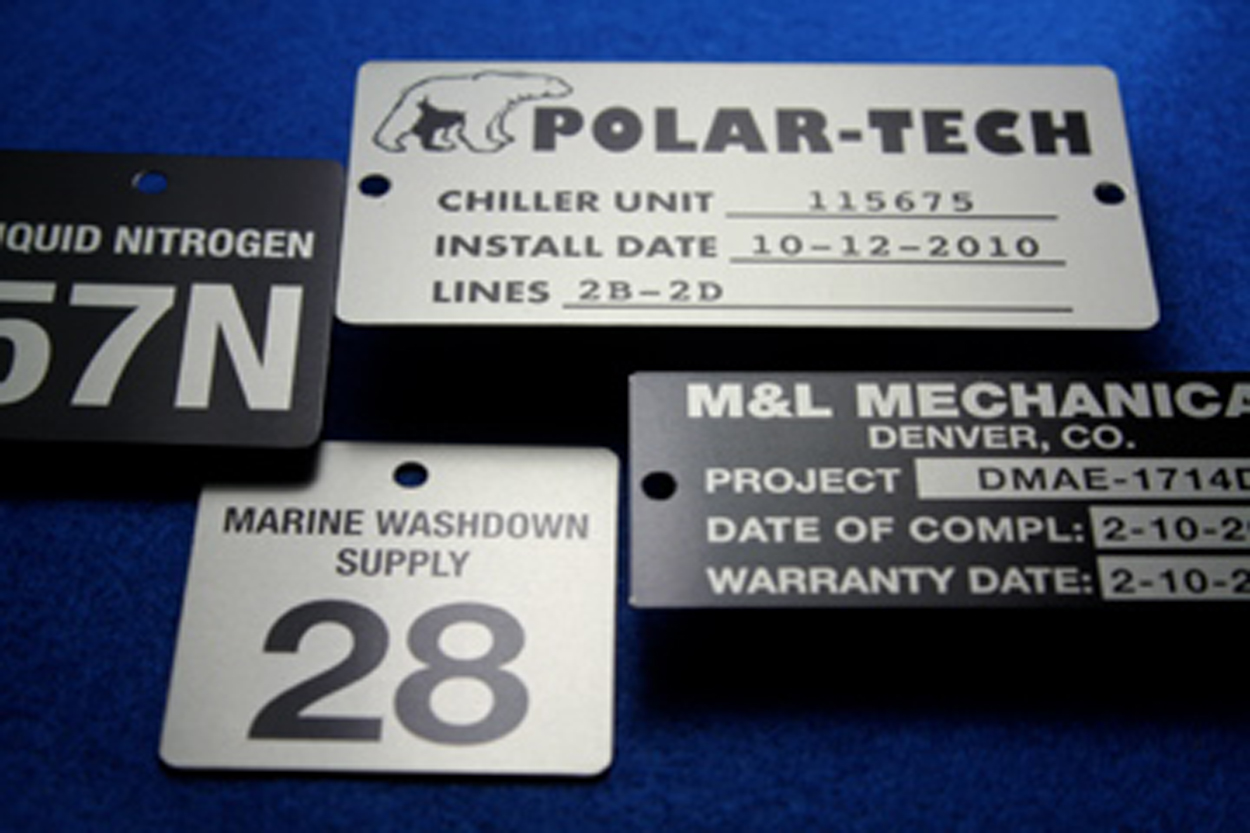 POLAR-TECH
CHILLER UNIT 115675
INSTALL DATE 10-12-2010
LINES 2B-2D
IQUID NITROGEN
57N
M&L MECHANICA
DENVER, CO.
PROJECT DMAE-1714D
DATE OF COMPL: 2-10-20
WARRANTY DATE: 2-10-2
MARINE WASHDOWN
SUPPLY
28